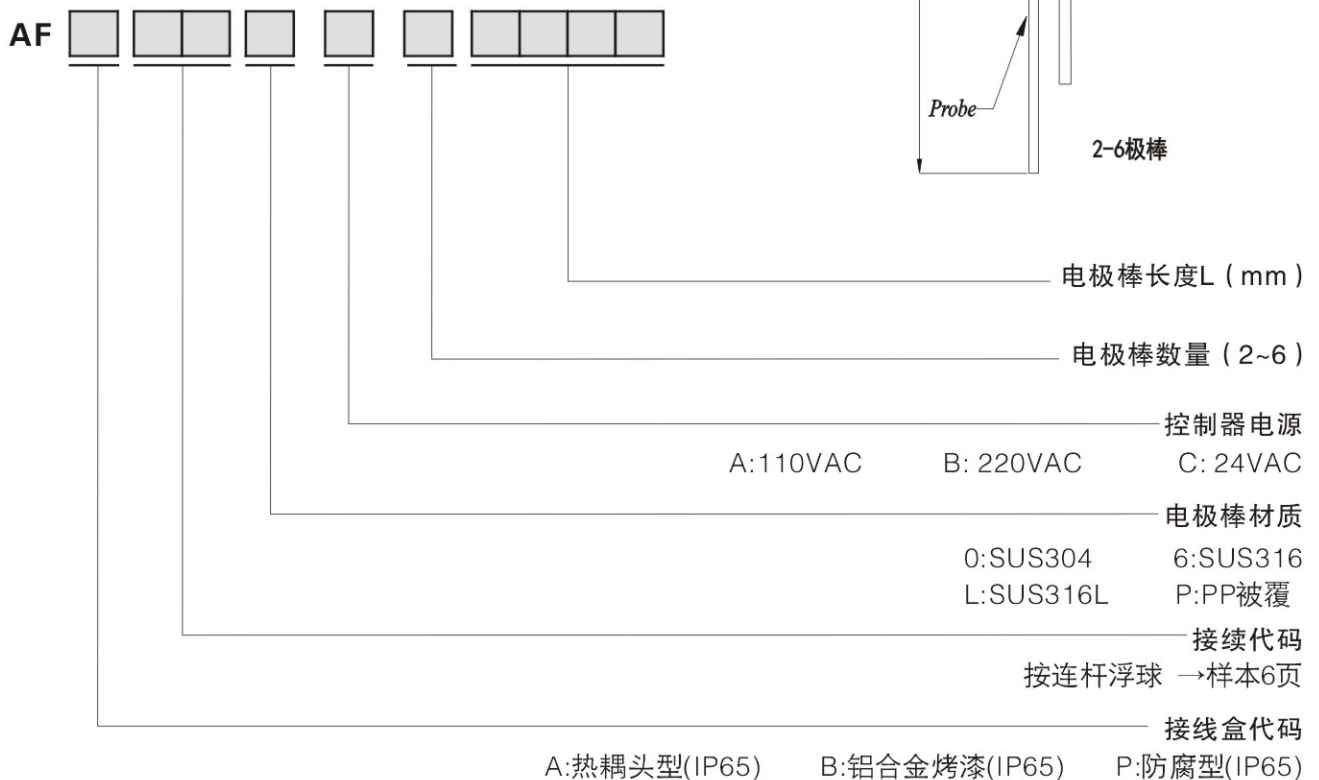 AF
Probe
2-6极棒
电极棒长度L（mm）
电极棒数量（2~6）
控制器电源
A:110VAC B: 220VAC C: 24VAC
电极棒材质
0:SUS304 6:SUS316
L:SUS316L P:PP被覆
接续代码
按连杆浮球 →样本6页
接线盒代码
A:热耦头型(IP65) B:铝合金烤漆(IP65) P:防腐型(IP65)